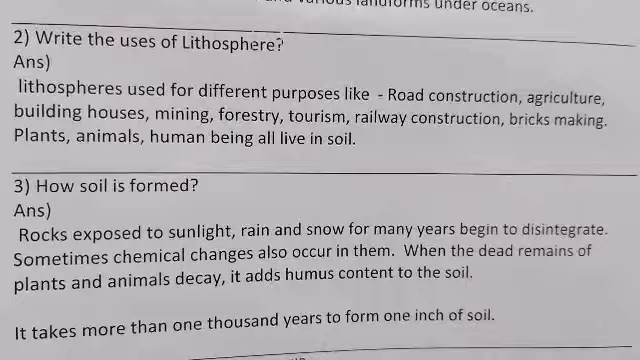 various landforms under oceans.
2) Write the uses of Lithosphere?
Ans)
lithospheres used for different purposes like - Road construction, agriculture,
building houses, mining, forestry, tourism, railway construction, bricks making.
Plants, animals, human being all live in soil.
3) How soil is formed?
Ans)
Rocks exposed to sunlight, rain and snow for many years begin to disintegrate.
Sometimes chemical changes also occur in them. When the dead remains of
plants and animals decay, it adds humus content to the soil.
It takes more than one thousand years to form one inch of soil.